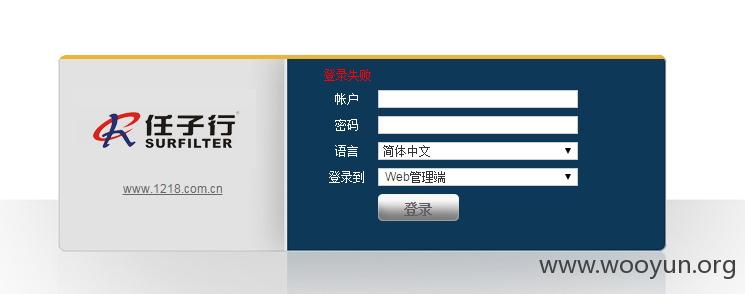 任子行®
SURFILTER
www.1218.com.cn
登录失败
帐户
密码
语言 简体中文
登录到 Web管理端
登录
www.wooyun.org